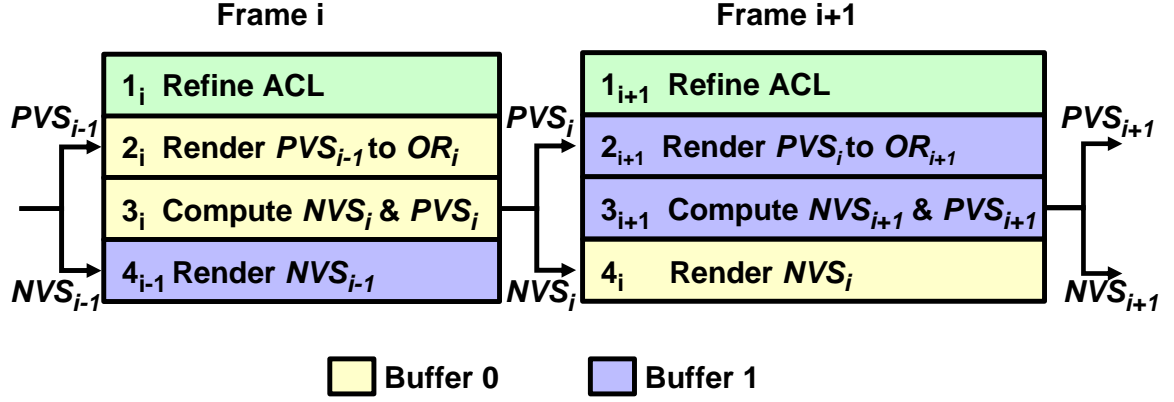 Frame i
Frame i+1
1i Refine ACL
1i+1 Refine ACL
PVSi-1
PVSi
PVSi+1
2i Render PVSi-1 to ORi
2i+1 Render PVSi to ORi+1
3i Compute NVSi & PVSi
3i+1 Compute NVSi+1 & PVSi+1
4i-1 Render NVSi-1
4i Render NVSi
NVSi-1
NVSi
NVSi+1
Buffer 0
Buffer 1